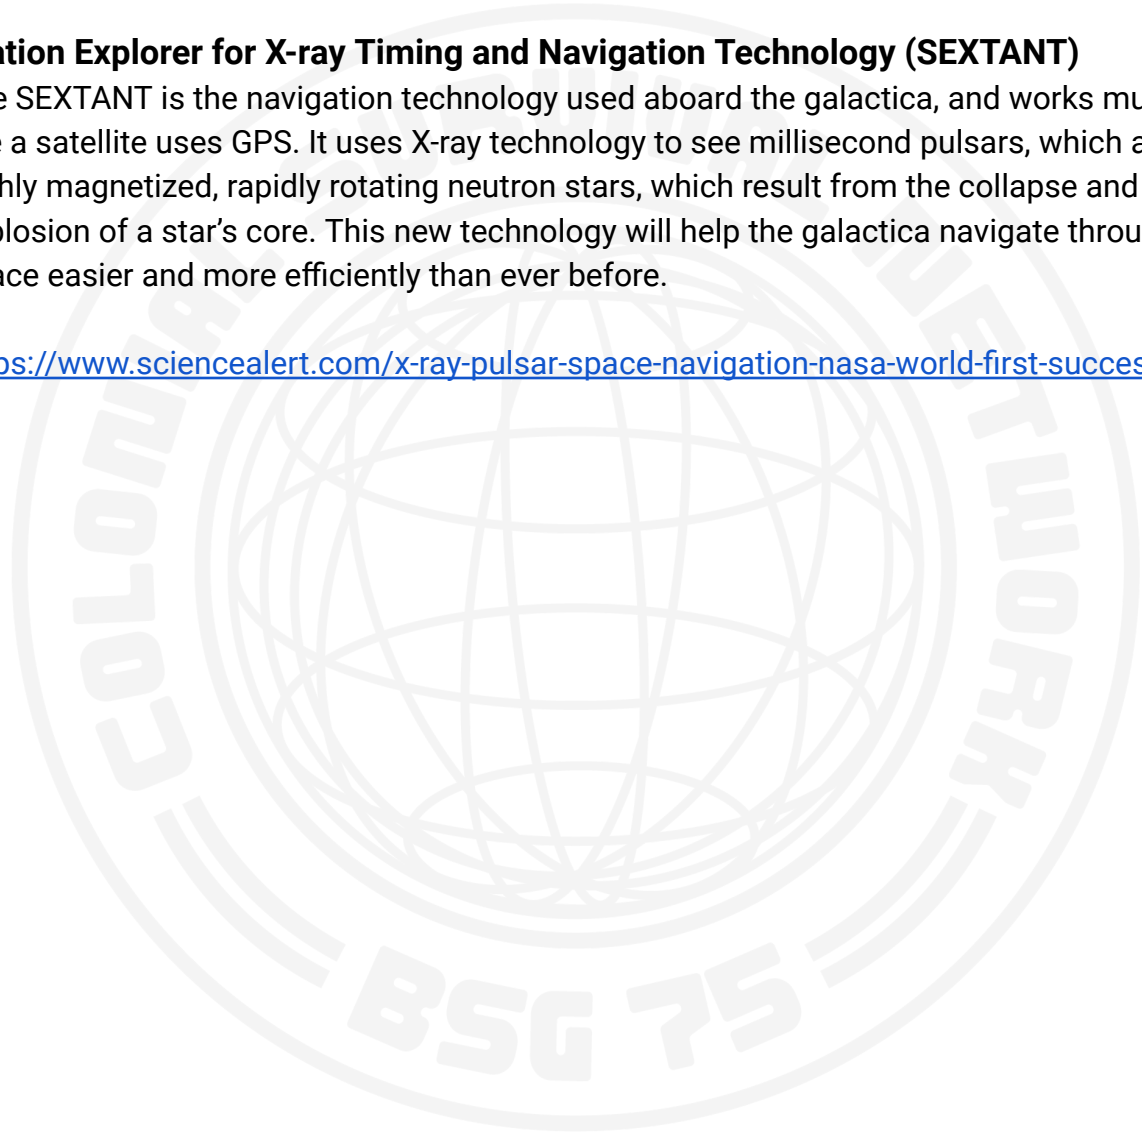 ation Explorer for X-ray Timing and Navigation Technology (SEXTANT)
e SEXTANT is the navigation technology used aboard the galactica, and works mu
e a satellite uses GPS. It uses X-ray technology to see millisecond pulsars, which a
hly magnetized, rapidly rotating neutron stars, which result from the collapse and
plosion of a star's core. This new technology will help the galactica navigate throu
ace easier and more efficiently than ever before.
ps://www.sciencealert.com/x-ray-pulsar-space-navigation-nasa-world-first-succes
COLONIAL SURVIVAL NETWORK
BSG 75